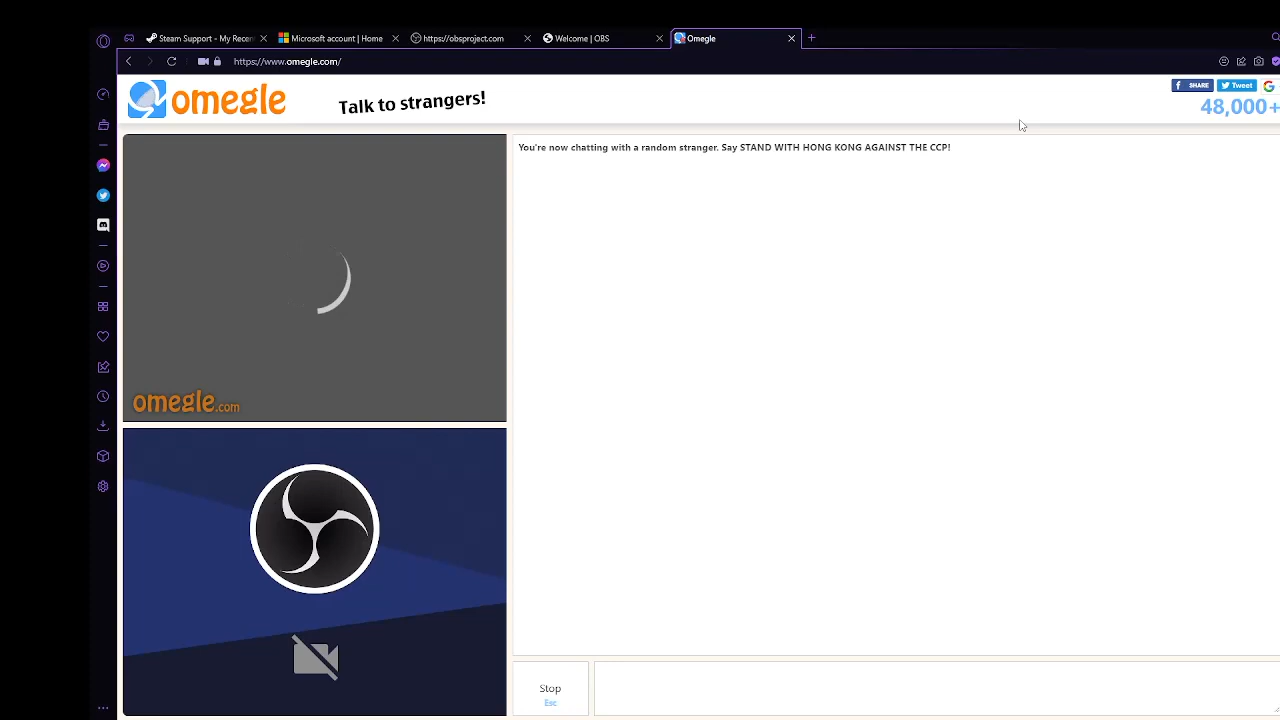 Steam Support - My Recen
Microsoft account | Home
https://obsproject.com
Welcome | OBS
Omegle
https://www.omegle.com/
omegle
Talk to strangers!
SHARE
Tweet
48,000+
You're now chatting with a random stranger. Say STAND WITH HONG KONG AGAINST THE CCP!
omegle.com
Stop
Esc